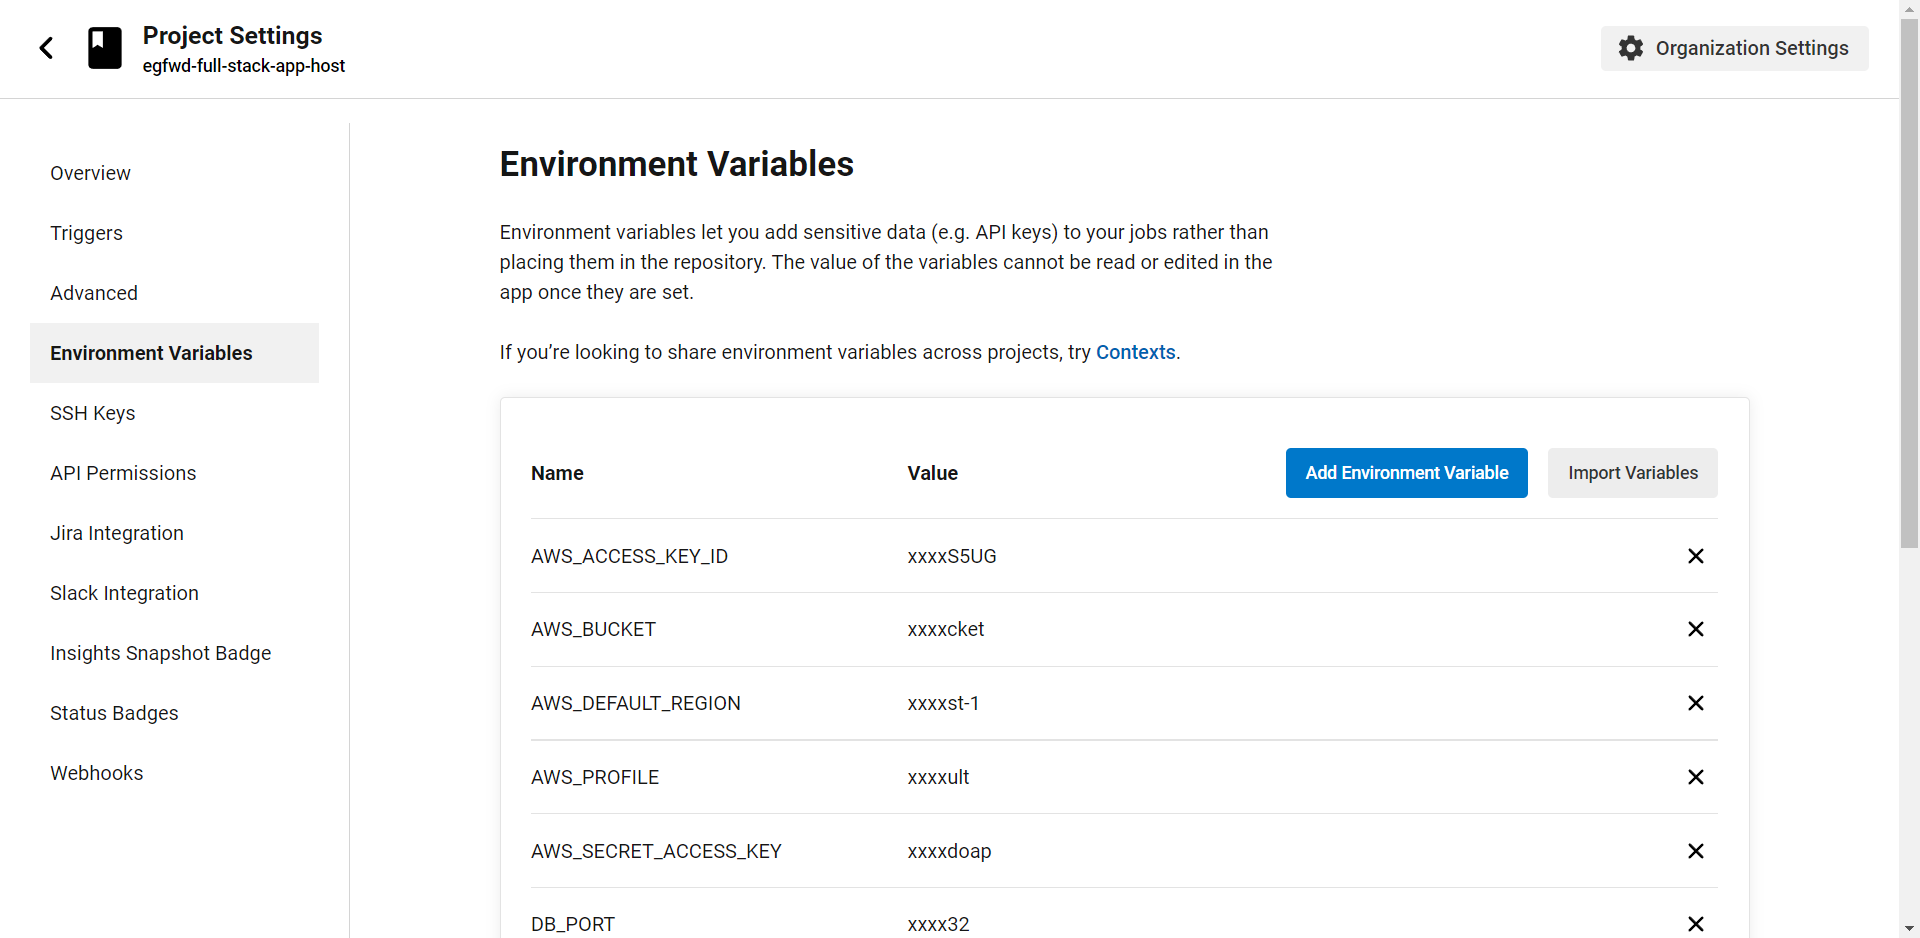 Project Settings
egfwd-full-stack-app-host
Organization Settings
Overview
Triggers
Advanced
Environment Variables
SSH Keys
API Permissions
Jira Integration
Slack Integration
Insights Snapshot Badge
Status Badges
Webhooks
Environment Variables
Environment variables let you add sensitive data (e.g. API keys) to your jobs rather than
placing them in the repository. The value of the variables cannot be read or edited in the
app once they are set.
If you’re looking to share environment variables across projects, try Contexts.
Name Value Add Environment Variable Import Variables
AWS_ACCESS_KEY_ID xxxxS5UG
AWS_BUCKET xxxxcket
AWS_DEFAULT_REGION xxxxst-1
AWS_PROFILE xxxxult
AWS_SECRET_ACCESS_KEY xxxxdoap
DB_PORT xxxx32